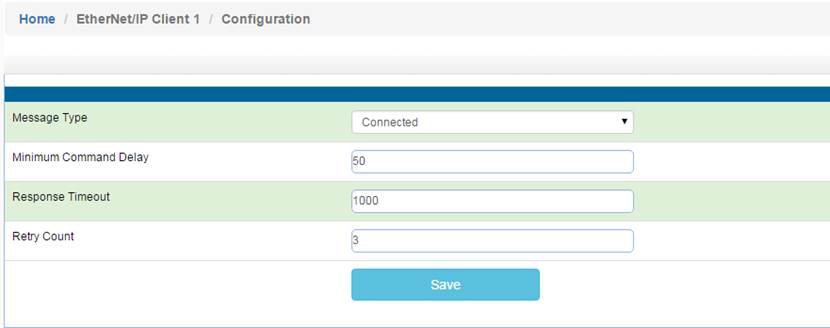 Home / EtherNet/IP Client 1 / Configuration
Message Type Connected
Minimum Command Delay 50
Response Timeout 1000
Retry Count 3
Save